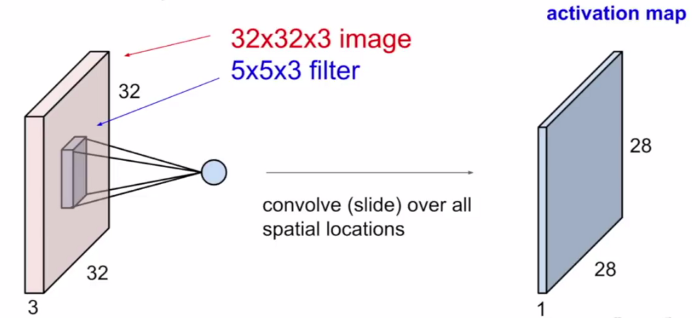 activation map
32x32x3 image
5x5x3 filter
32
28
convolve (slide) over all
spatial locations
32
28
3
1